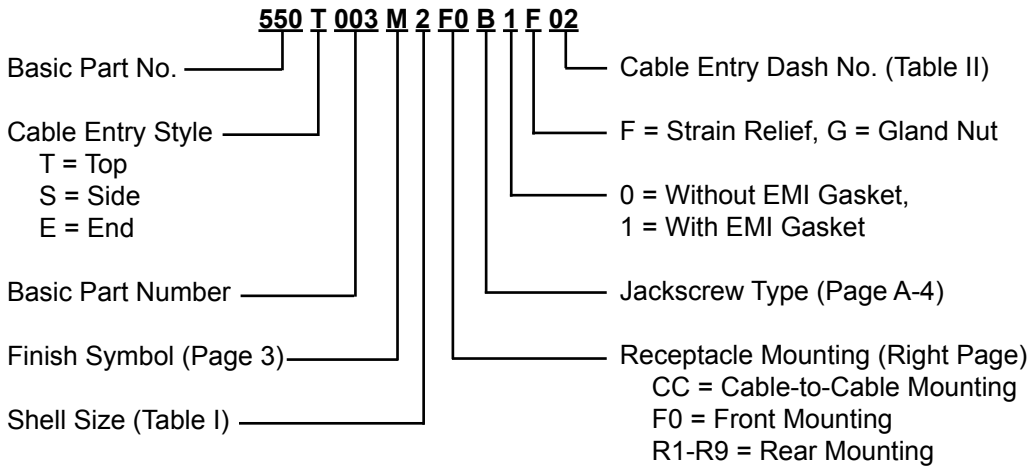 550 T 003 M 2 F0 B 1 F 02
Basic Part No.
Cable Entry Style
T = Top
S = Side
E = End
Basic Part Number
Finish Symbol (Page 3)
Shell Size (Table I)
Cable Entry Dash No. (Table II)
F = Strain Relief, G = Gland Nut
0 = Without EMI Gasket,
1 = With EMI Gasket
Jackscrew Type (Page A-4)
Receptacle Mounting (Right Page)
CC = Cable-to-Cable Mounting
F0 = Front Mounting
R1-R9 = Rear Mounting